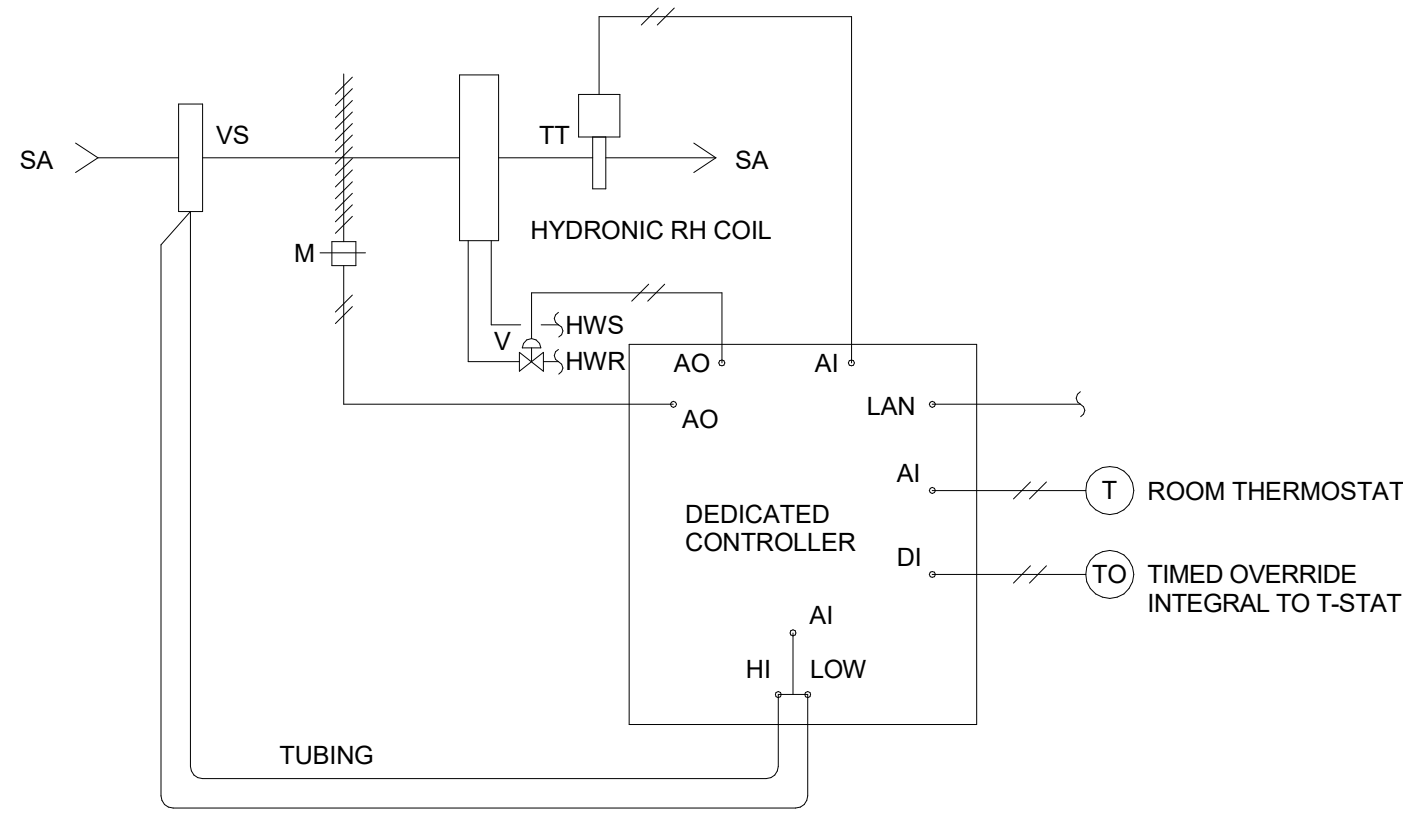 VS
TT
SA
SA
HYDRONIC RH COIL
M
HWS
V
HWR
AO
AI
AO
LAN
AI
T
ROOM THERMOSTAT
DEDICATED
CONTROLLER
DI
TO
TIMED OVERRIDE
INTEGRAL TO T-STAT
AI
HI
LOW
TUBING